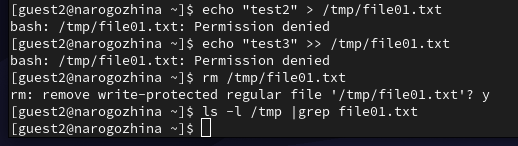 [guest2@narogozhina ~]$ echo "test2" > /tmp/file01.txt
bash: /tmp/file01.txt: Permission denied
[guest2@narogozhina ~]$ echo "test3" >> /tmp/file01.txt
bash: /tmp/file01.txt: Permission denied
[guest2@narogozhina ~]$ rm /tmp/file01.txt
rm: remove write-protected regular file '/tmp/file01.txt'? y
[guest2@narogozhina ~]$ ls -l /tmp |grep file01.txt
[guest2@narogozhina ~]$